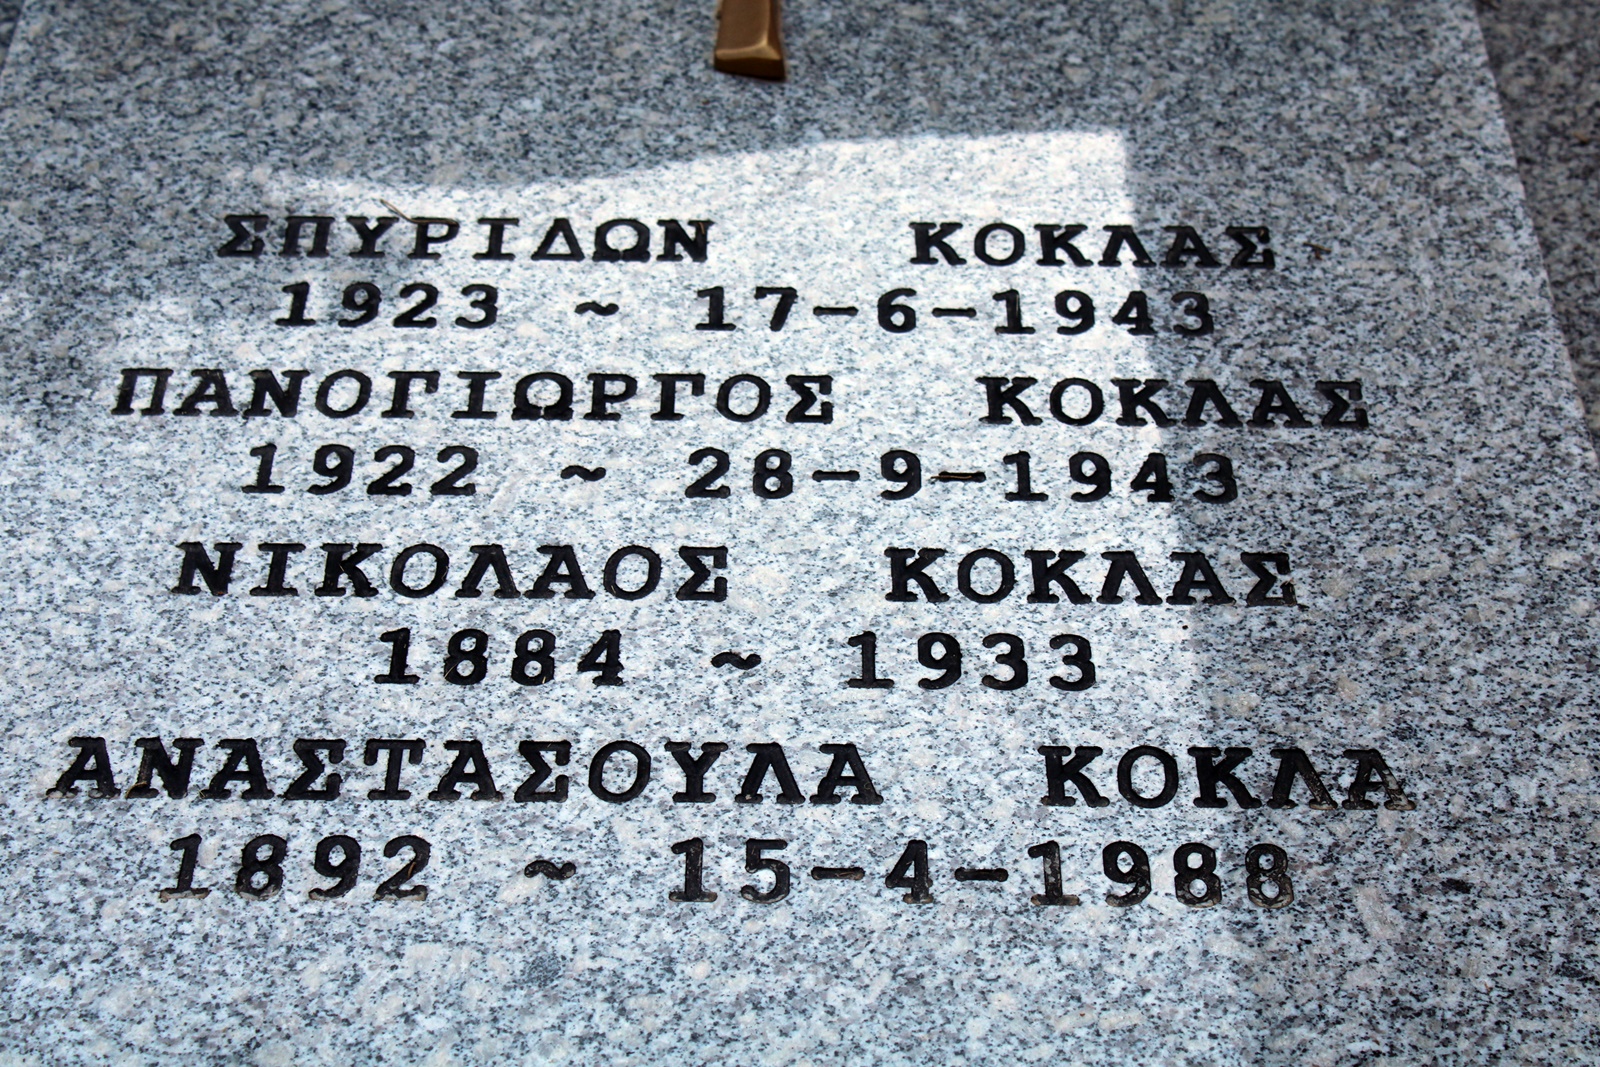 ΣΠΥΡΙΔΩΝ ΚΟΚΛΑΣ
1923 ~ 17-6-1943
ΠΑΝΟΓΙΩΡΓΟΣ ΚΟΚΛΑΣ
1922 ~ 28-9-1943
ΝΙΚΟΛΑΟΣ ΚΟΚΛΑΣ
1884 ~ 1933
ΑΝΑΣΤΑΣΟΥΛΑ ΚΟΚΛΑ
1892 ~ 15-4-1988